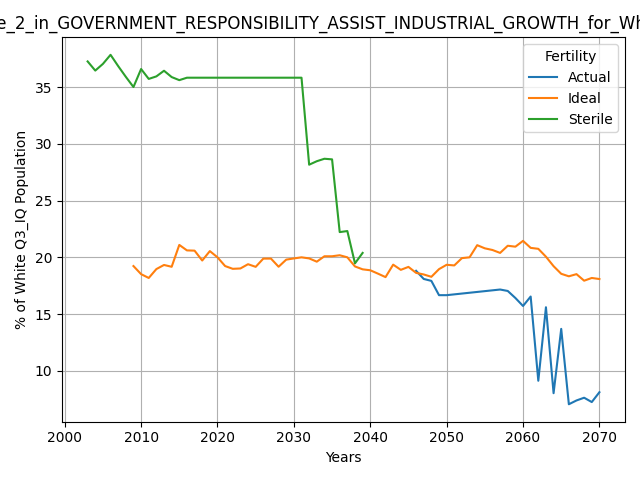 e_2_in_GOVERNMENT_RESPONSIBILITY_ASSIST_INDUSTRIAL_GROWTH_for_Wh
Fertility
Actual
Ideal
Sterile
% of White Q3_IQ Population
35
30
25
20
15
10
2000 2010 2020 2030 2040 2050 2060 2070
Years